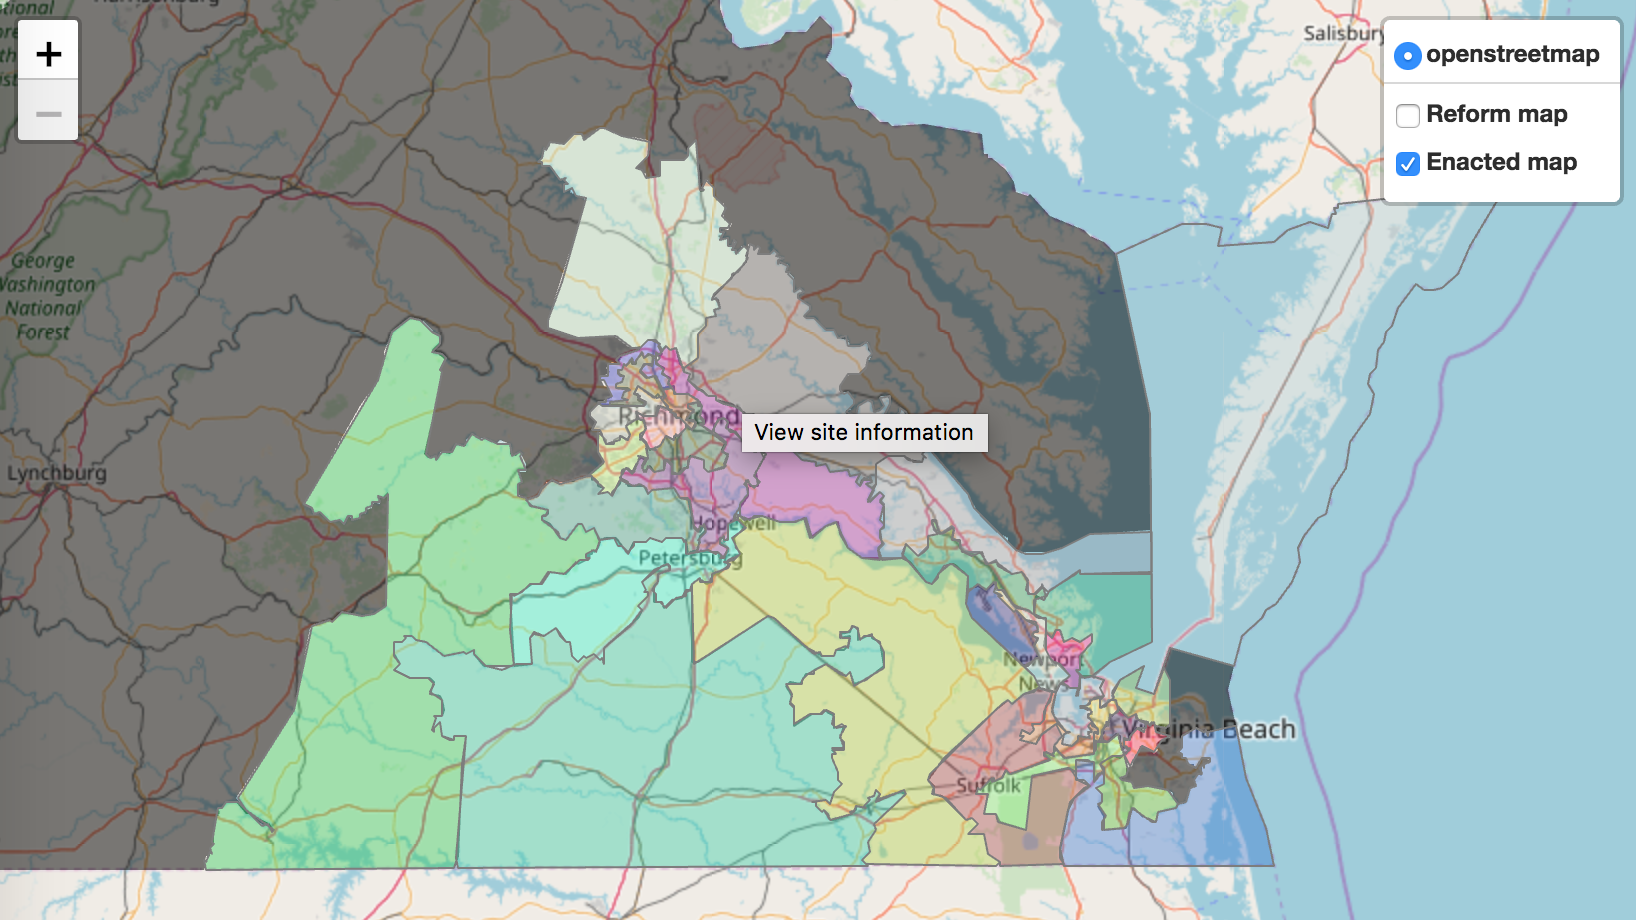 Salisbury
+
openstreetmap
Reform map
Enacted map
−
George
Washington
National
Forest
Richmond
View site information
Lynchburg
Hopewell
Petersburg
Newport
News
Virginia Beach
Suffolk